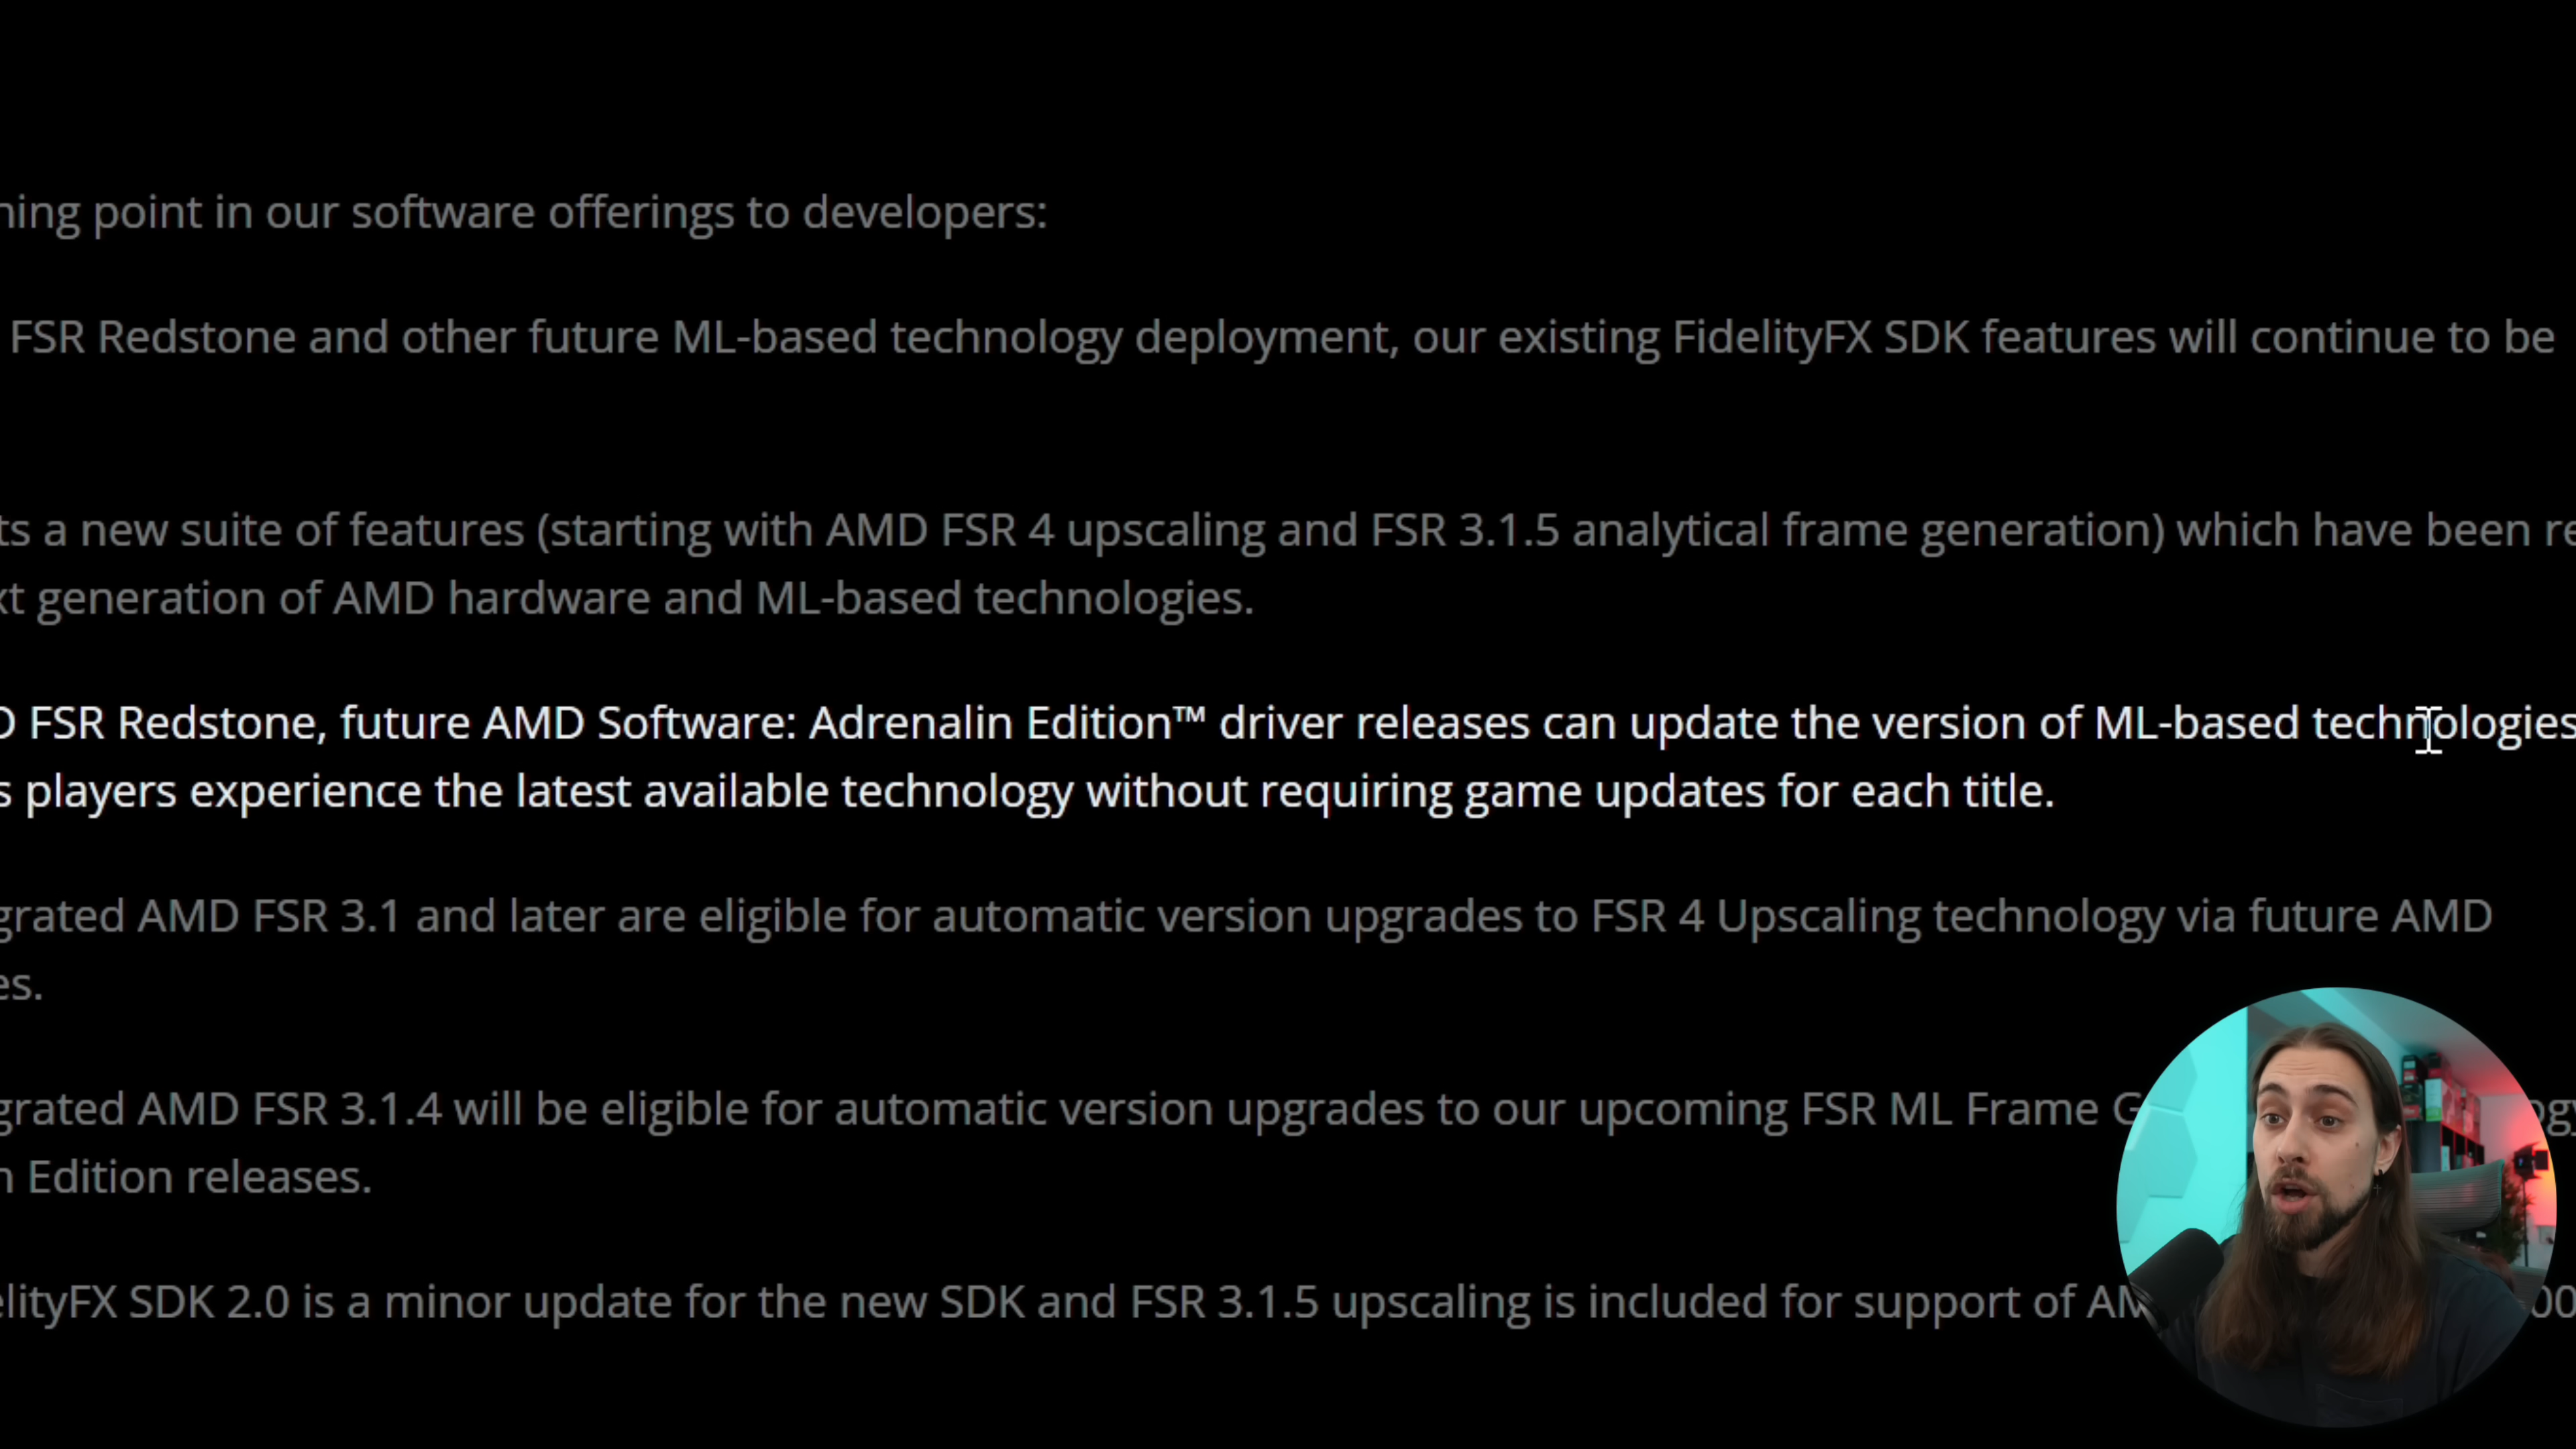 ning point in our software offerings to developers:
FSR Redstone and other future ML-based technology deployment, our existing FidelityFX SDK features will continue to be
ts a new suite of features (starting with AMD FSR 4 upscaling and FSR 3.1.5 analytical frame generation) which have been re
xt generation of AMD hardware and ML-based technologies.
D FSR Redstone, future AMD Software: Adrenalin Edition™ driver releases can update the version of ML-based technologies
s players experience the latest available technology without requiring game updates for each title.
grated AMD FSR 3.1 and later are eligible for automatic version upgrades to FSR 4 Upscaling technology via future AMD
es.
grated AMD FSR 3.1.4 will be eligible for automatic version upgrades to our upcoming FSR ML Frame G ogy
n Edition releases.
elityFX SDK 2.0 is a minor update for the new SDK and FSR 3.1.5 upscaling is included for support of AM 00